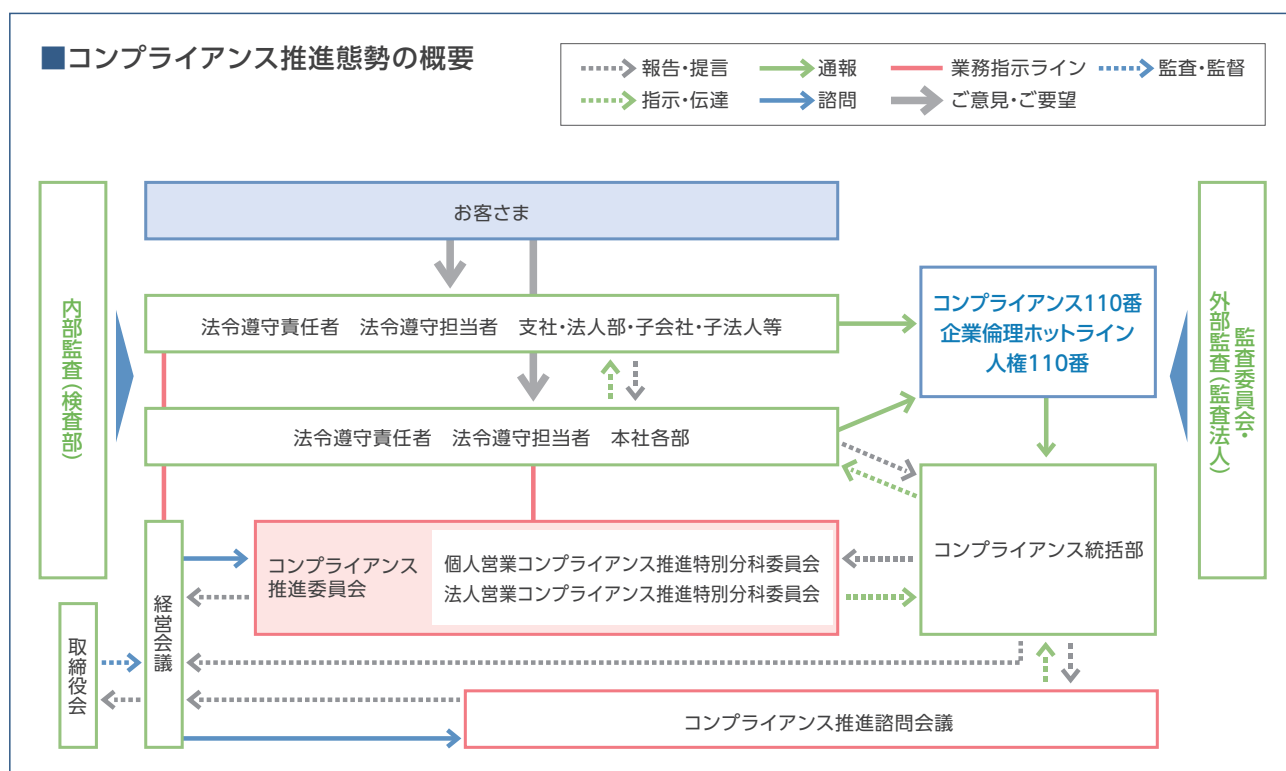 ■コンプライアンス推進態勢の概要
報告・提言 通報 業務指示ライン 監査・監督
指示・伝達 諮問 ご意見・ご要望
お客さま
内部監査(検査部)
法令遵守責任者 法令遵守担当者 支社・法人部・子会社・子法人等
コンプライアンス110番
企業倫理ホットライン
人権110番
監査委員会・
外部監査(監査法人)
法令遵守責任者 法令遵守担当者 本社各部
コンプライアンス
推進委員会
個人営業コンプライアンス推進特別分科委員会
法人営業コンプライアンス推進特別分科委員会
コンプライアンス統括部
経営会議
取締役会
コンプライアンス推進諮問会議